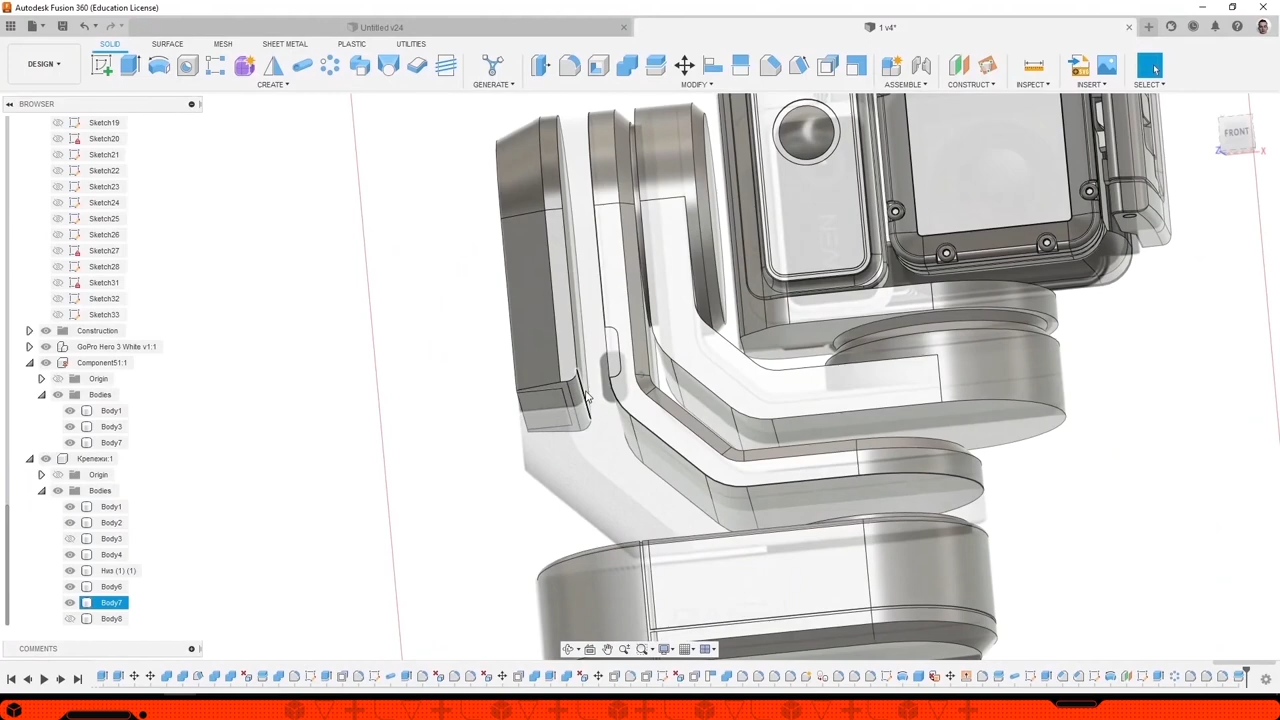 Autodesk Fusion 360 (Education License)
Untitled v24
1 v4*
SOLID SURFACE MESH SHEET METAL PLASTIC UTILITIES
DESIGN
CREATE
GENERATE
MODIFY
ASSEMBLE
CONSTRUCT
INSPECT
INSERT
SELECT
BROWSER
Sketch19
Sketch20
Sketch21
Sketch22
Sketch23
Sketch24
Sketch25
Sketch26
Sketch27
Sketch28
Sketch31
Sketch32
Sketch33
Construction
GoPro Hero 3 White v1:1
Component51:1
Origin
Bodies
Body1
Body3
Body7
Крепежи:1
Origin
Bodies
Body1
Body2
Body3
Body4
Низ (1) (1)
Body6
Body7
Body8
COMMENTS
FRONT
Z
X